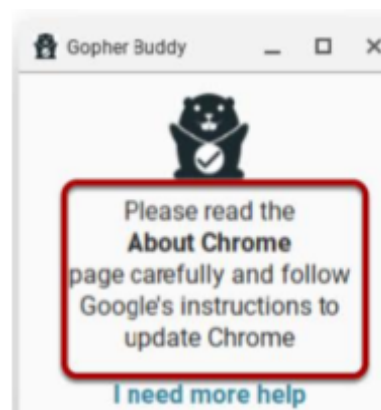 Gopher Buddy
Please read the
About Chrome
page carefully and follow
Google's instructions to
update Chrome
I need more help